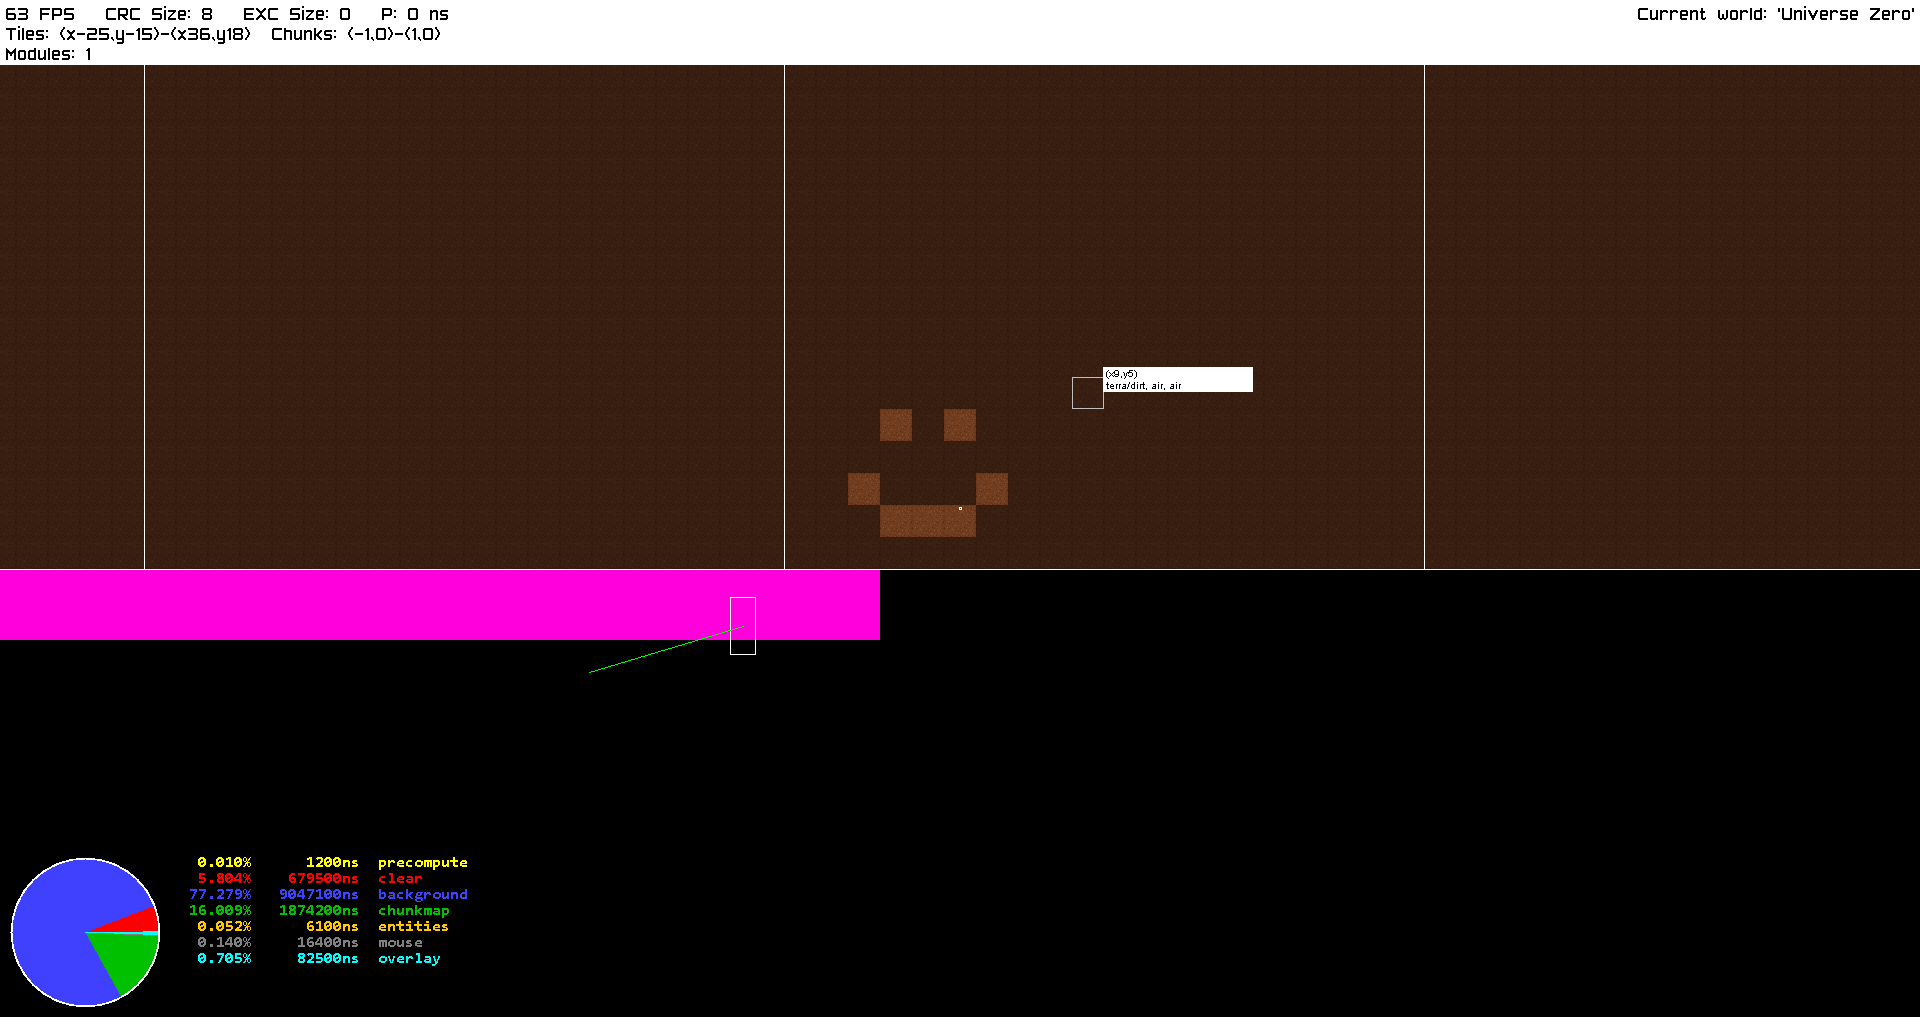 63 FPS   CRC Size: 8   EXC Size: 0   P: 0 ns
Current world: 'Universe Zero'
Tiles: (x-25,y-15)-(x36,y18)  Chunks: (-1,0)-(1,0)
Modules: 1
(x9,y5)
terra/dirt, air, air
0.010%   1200ns  precompute
5.804%  679500ns  clear
77.279%  9047100ns  background
16.009%  1874200ns  chunkmap
0.052%  6100ns  entities
0.140%  16400ns  mouse
0.705%  82500ns  overlay